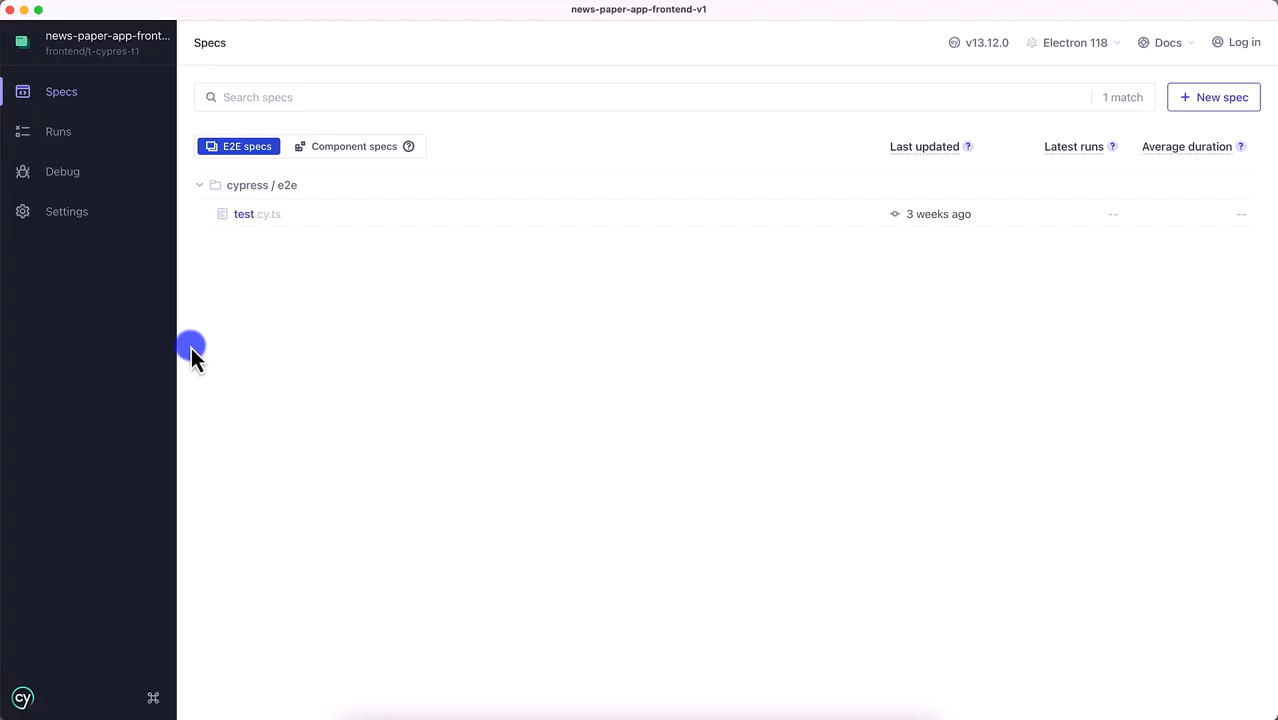 news-paper-app-frontend-v1
news-paper-app-front...
frontend/t-cypres-t1
Specs
v13.12.0
Electron 118
Docs
Log in
Specs
Runs
Debug
Settings
Search specs
1 match
+ New spec
E2E specs
Component specs ?
Last updated ?
Latest runs ?
Average duration ?
cypress / e2e
test.cy.ts
3 weeks ago
--
--
cy
⌘